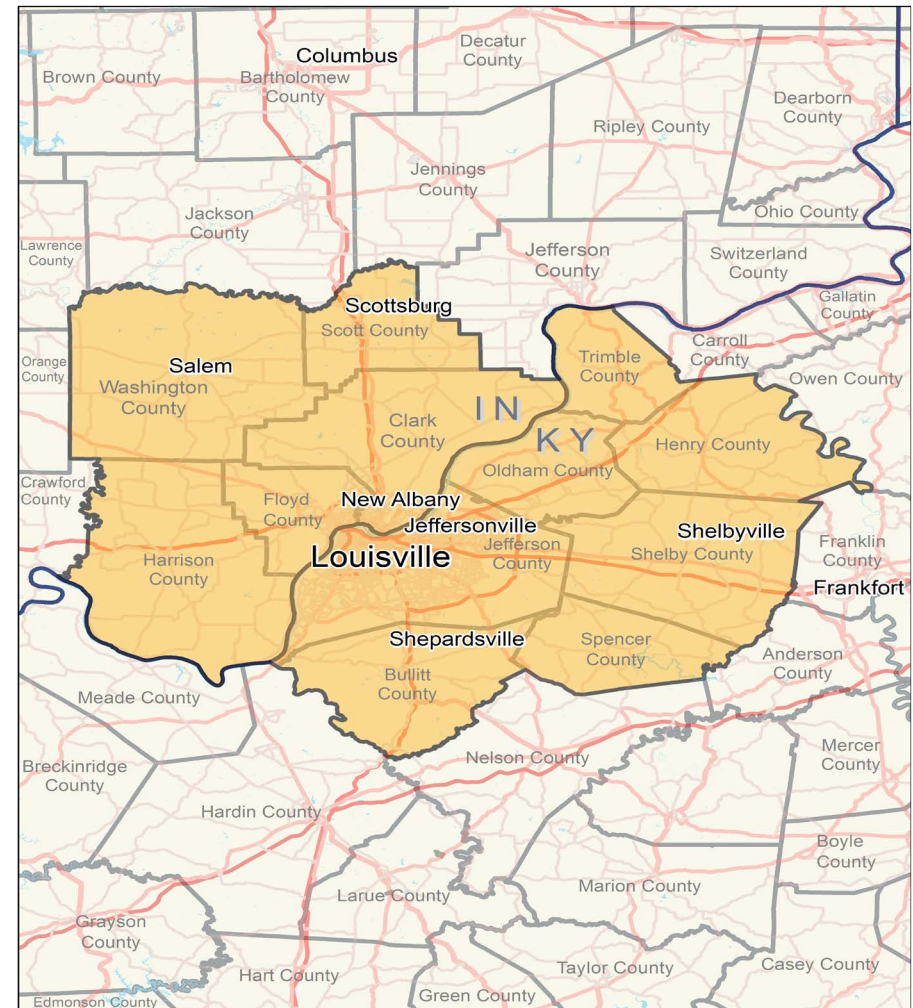 Columbus
Decatur
County
Brown County
Bartholomew
County
Dearborn
County
Ripley County
Jennings
County
Jackson
County
Ohio County
Lawrence
County
Jefferson
County
Switzerland
County
Gallatin
County
Scottsburg
Scott County
Carroll
County
Orange
County
Salem
Washington
County
Trimble
County
Owen County
IN
Clark
County
KY
Henry County
Oldham County
Crawford
County
Floyd
County
New Albany
Jeffersonville
Louisville
Jefferson
County
Shelbyville
Shelby County
Franklin
County
Harrison
County
Frankfort
Shepardsville
Spencer
County
Anderson
County
Bullitt
County
Meade County
Nelson County
Mercer
County
Breckinridge
County
Hardin County
Boyle
County
Larue County
Marion County
Grayson
County
Hart County
Taylor County
Casey County
Green County
Edmonson County